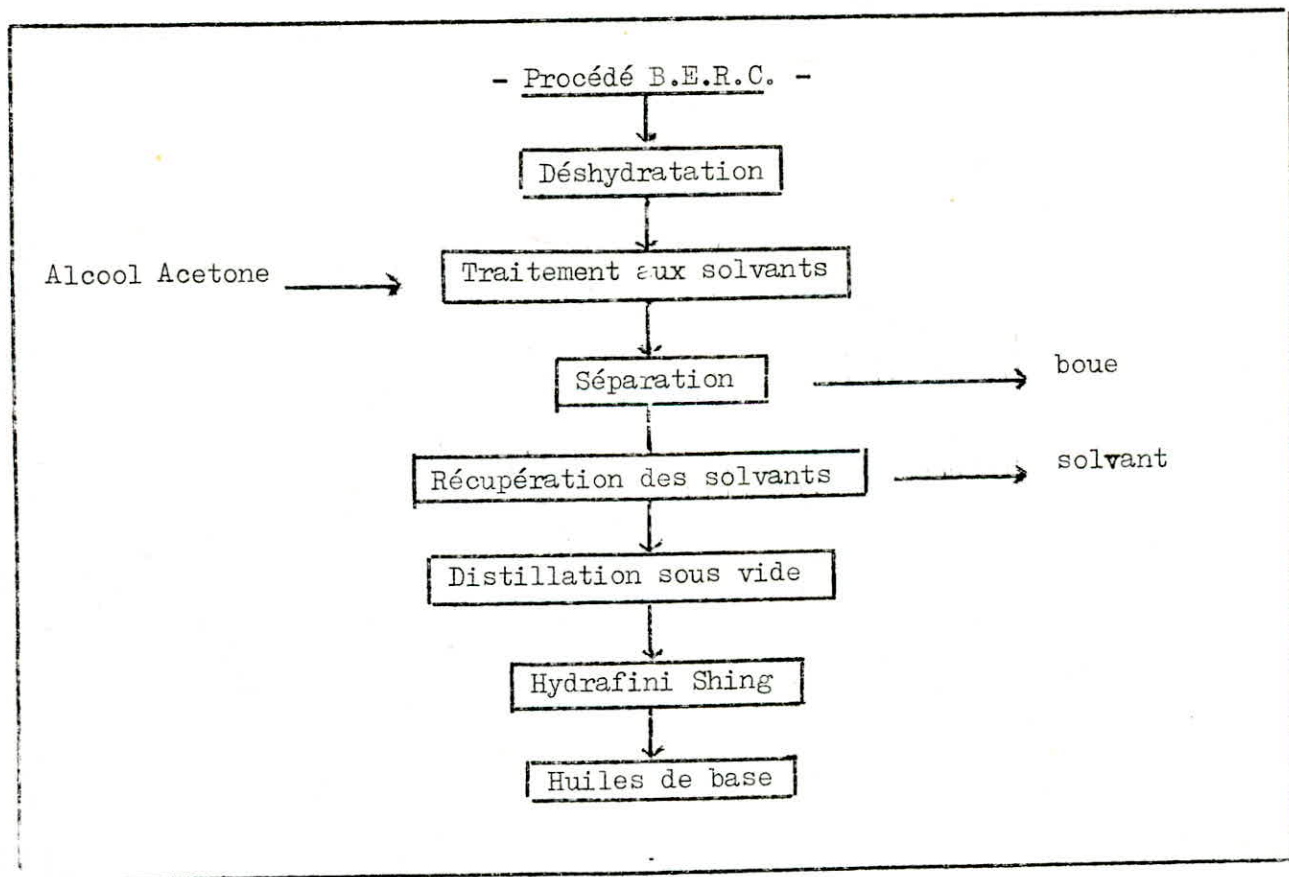 - Procédé B.E.R.C. -
Déshydratation
Alcool Acetone
Traitement aux solvants
Séparation
boue
Récupération des solvants
solvant
Distillation sous vide
Hydrafini Shing
Huiles de base